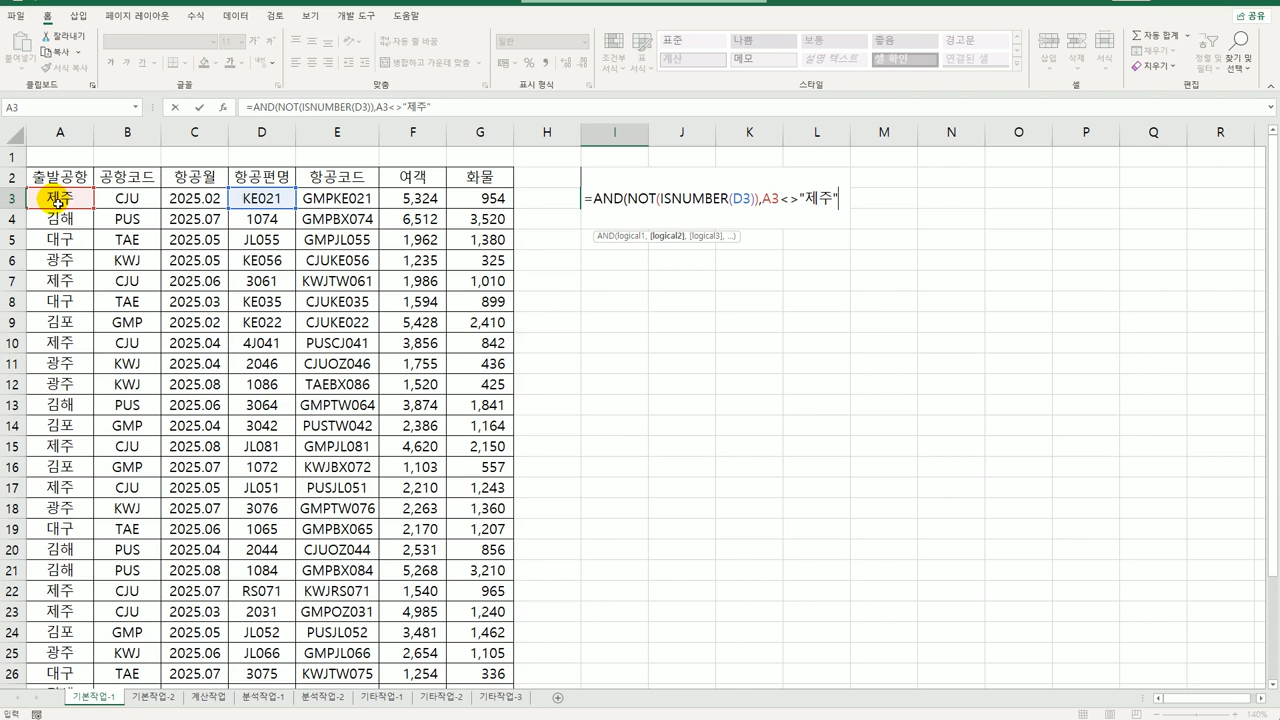 파일 홈 삽입 페이지 레이아웃 수식 데이터 검토 보기 개발 도구 도움말 공유
붙여넣기 잘라내기 복사 서식 복사
11 가 가 가 가 가 가 가
자동 줄 바꿈 병합하고 가운데 맞춤
일반 %
조건부 서식 표 서식
표준 나쁨 보통 좋음 경고문
계산 메모 설명 텍스트 셀 확인 연결된 셀
삽입 삭제 서식
자동 합계 채우기 지우기 정렬 및 필터 찾기 및 선택
클립보드 글꼴 맞춤 표시 형식 스타일 셀 편집
A3 fx =AND(NOT(ISNUMBER(D3)),A3<>"제주"
A B C D E F G H I J K L M N O P Q R
1
2 출발공항 공항코드 항공월 항공편명 항공코드 여객 화물
3 제주 CJU 2025.02 KE021 GMPKE021 5,324 954 =AND(NOT(ISNUMBER(D3)),A3<>"제주"
4 김해 PUS 2025.07 1074 GMPBX074 6,512 3,520
AND(logical1, [logical2], [logical3], ...)
5 대구 TAE 2025.05 JL055 GMPJL055 1,962 1,380
6 광주 KWJ 2025.05 KE056 CJUKE056 1,235 325
7 제주 CJU 2025.06 3061 KWJTW061 1,986 1,010
8 대구 TAE 2025.03 KE035 CJUKE035 1,594 899
9 김포 GMP 2025.02 KE022 CJUKE022 5,428 2,410
10 제주 CJU 2025.04 4J041 PUSCJ041 3,856 842
11 광주 KWJ 2025.04 2046 CJUOZ046 1,755 436
12 광주 KWJ 2025.08 1086 TAEBX086 1,520 425
13 김해 PUS 2025.06 3064 GMPTW064 3,874 1,841
14 김포 GMP 2025.04 3042 PUSTW042 2,386 1,164
15 제주 CJU 2025.08 JL081 GMPJL081 4,620 2,150
16 김포 GMP 2025.07 1072 KWJBX072 1,103 557
17 제주 CJU 2025.05 JL051 PUSJL051 2,210 1,243
18 광주 KWJ 2025.07 3076 GMPTW076 2,263 1,360
19 대구 TAE 2025.06 1065 GMPBX065 2,170 1,207
20 김해 PUS 2025.04 2044 CJUOZ044 2,531 856
21 김해 PUS 2025.08 1084 GMPBX084 5,268 3,210
22 제주 CJU 2025.07 RS071 KWJRS071 1,540 965
23 제주 CJU 2025.03 2031 GMPOZ031 4,985 1,240
24 김포 GMP 2025.05 JL052 PUSJL052 3,481 1,462
25 광주 KWJ 2025.06 JL066 GMPJL066 2,654 1,105
26 대구 TAE 2025.07 3075 KWJTW075 1,254 336
기본작업-1 기본작업-2 계산작업 분석작업-1 분석작업-2 기타작업-1 기타작업-2 기타작업-3
입력 140%